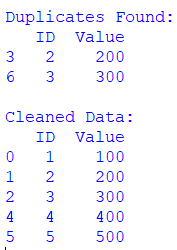 Duplicates Found:
   ID  Value
3   2    200
6   3    300

Cleaned Data:
   ID  Value
0   1    100
1   2    200
2   3    300
4   4    400
5   5    500